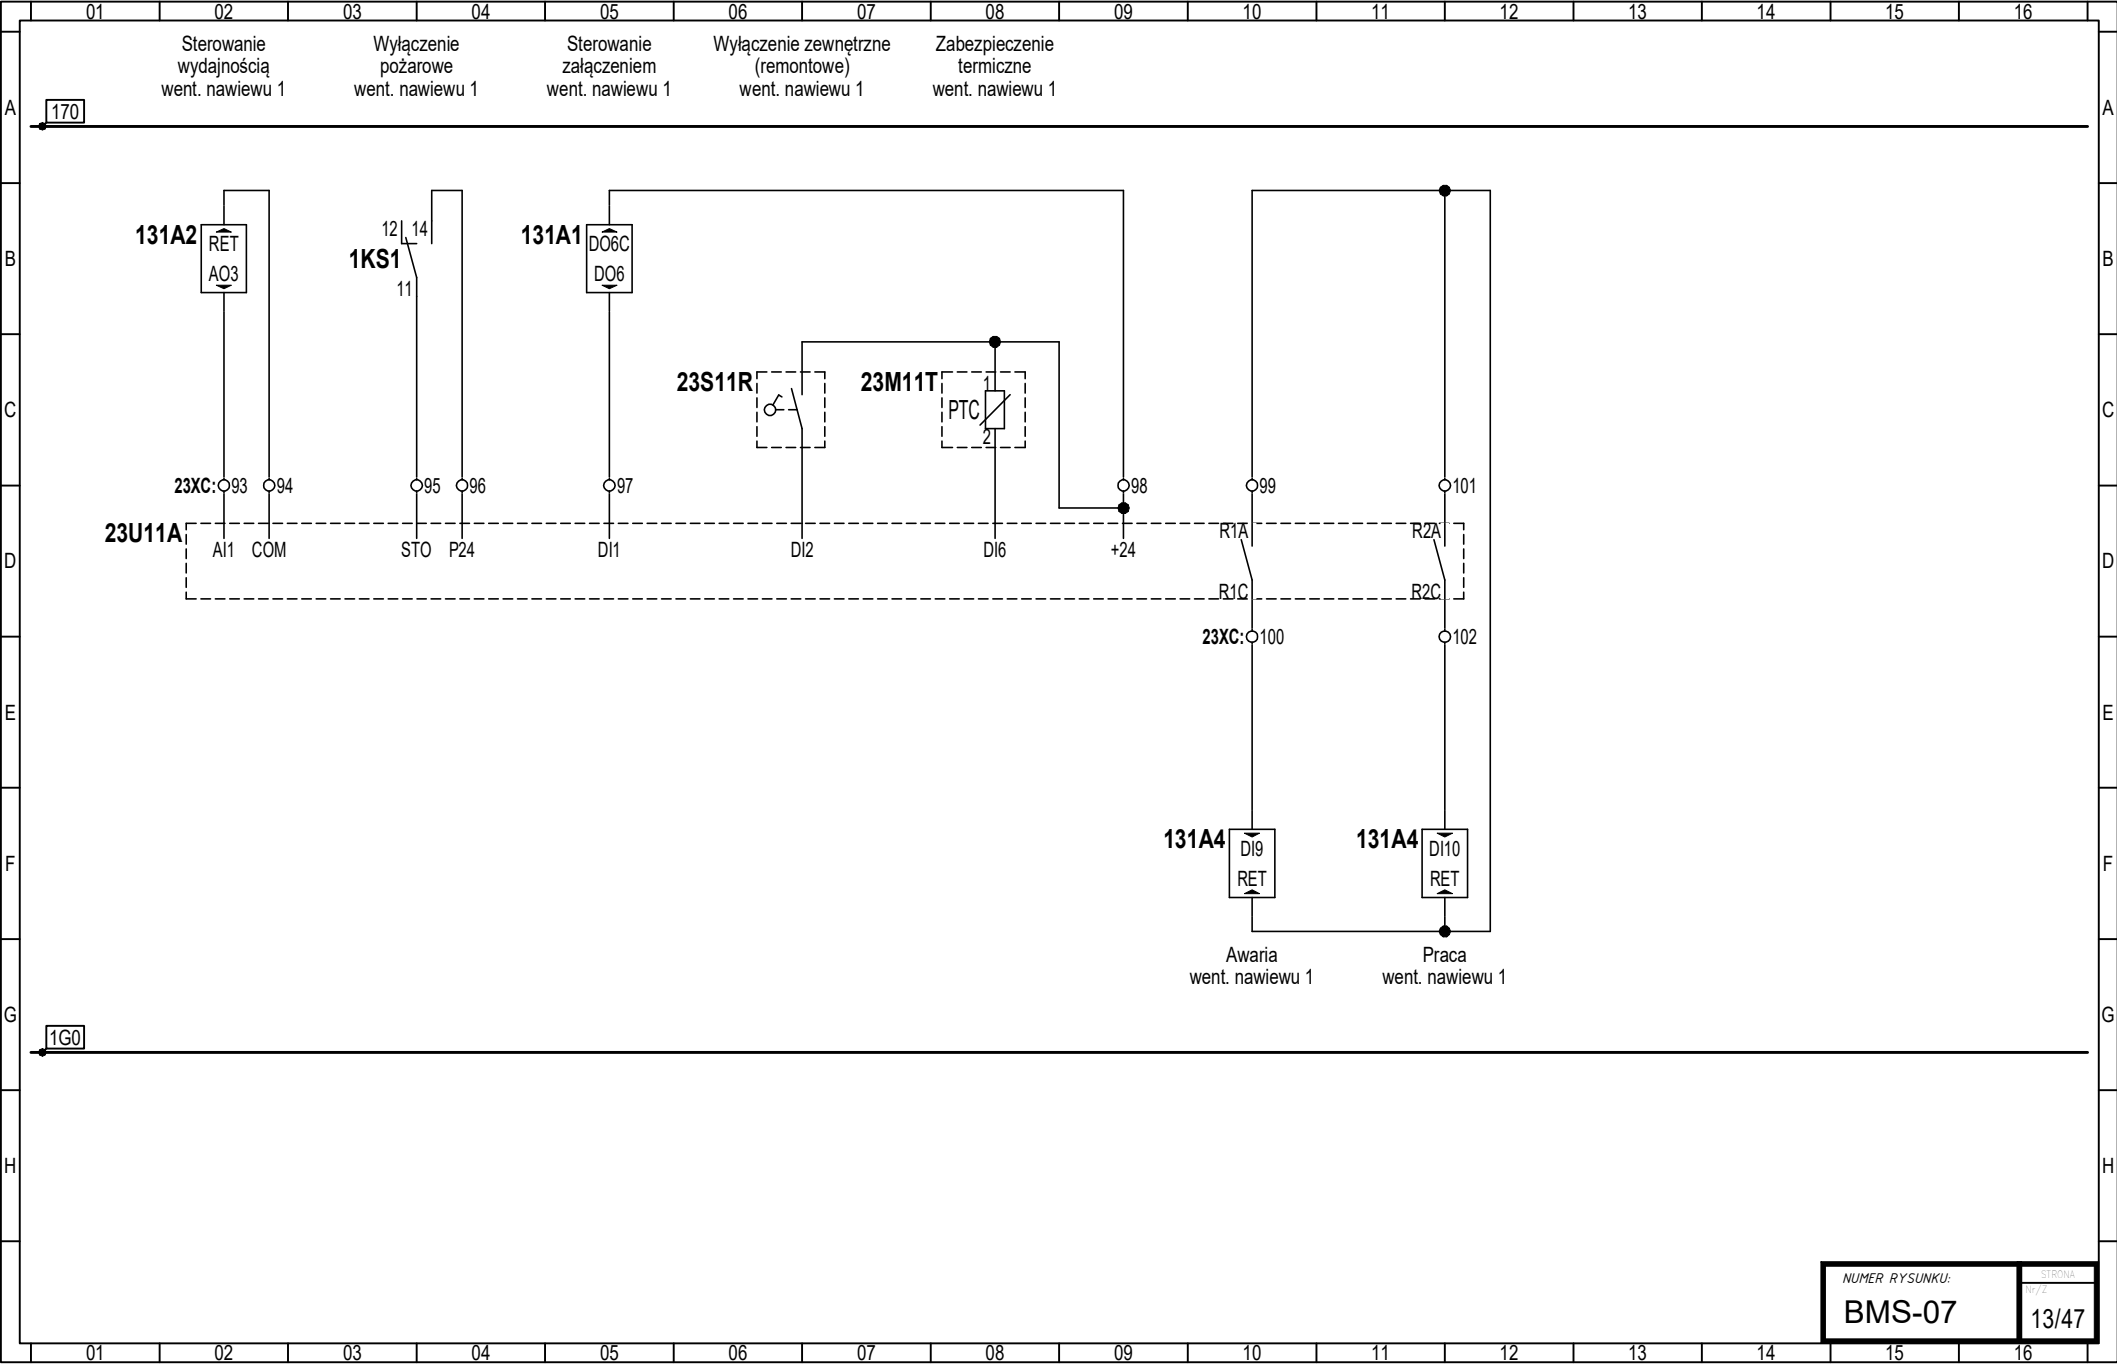 01 02 03 04 05 06 07 08 09 10 11 12 13 14 15 16
Sterowanie
wydajnością
went. nawiewu 1
Wyłączenie
pożarowe
went. nawiewu 1
Sterowanie
załączeniem
went. nawiewu 1
Wyłączenie zewnętrzne
(remontowe)
went. nawiewu 1
Zabezpieczenie
termiczne
went. nawiewu 1
A 170 A
131A2 RET
AO3
12 14
1KS1
11
131A1 DO6C
DO6
B B
23S11R
23M11T 1
PTC
2
C C
23XC: 93 94 95 96 97 98 99 101
23U11A
AI1 COM STO P24 DI1 DI2 DI6 +24
R1A R2A
D D
R1C R2C
23XC: 100 102
E E
131A4 DI9
RET
131A4 DI10
RET
F F
Awaria
went. nawiewu 1
Praca
went. nawiewu 1
G G
1G0
H H
NUMER RYSUNKU:
BMS-07
STRONA
Nr/Z
13/47
01 02 03 04 05 06 07 08 09 10 11 12 13 14 15 16